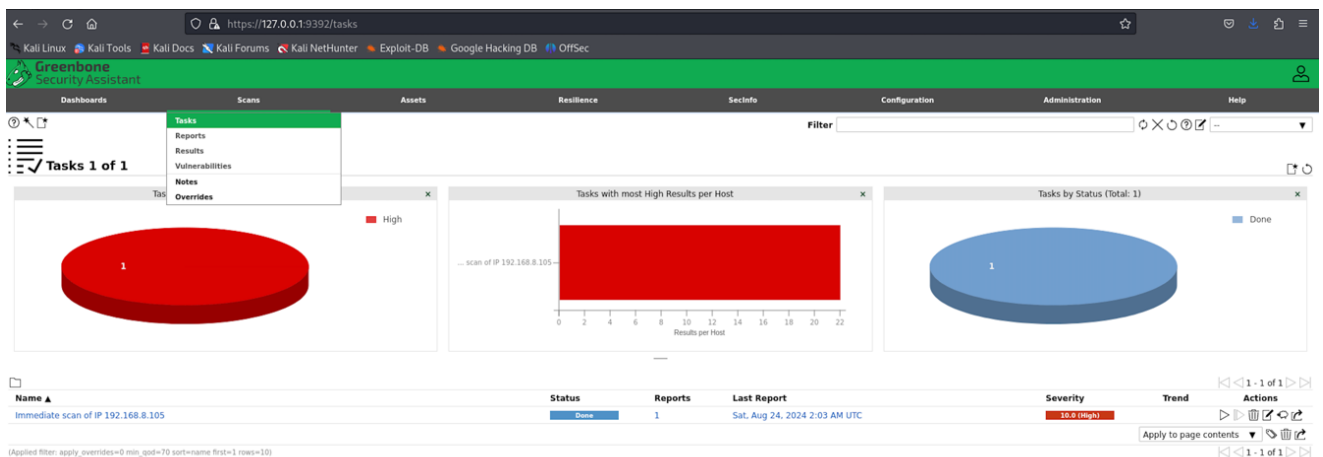 https://127.0.0.1:9392/tasks
Kali Linux Kali Tools Kali Docs Kali Forums Kali NetHunter Exploit-DB Google Hacking DB OffSec
Greenbone
Security Assistant
Dashboards Scans Assets Resilience SecInfo Configuration Administration Help
Tasks
Reports
Results
Vulnerabilities
Notes
Overrides
Filter
--
Tasks 1 of 1
Tas
High
1
Tasks with most High Results per Host
... scan of IP 192.168.8.105
0 2 4 6 8 10 12 14 16 18 20 22
Results per Host
Tasks by Status (Total: 1)
Done
1
1 - 1 of 1
Name ▲ Status Reports Last Report Severity Trend Actions
Immediate scan of IP 192.168.8.105 Done 1 Sat, Aug 24, 2024 2:03 AM UTC 10.0 (High)
Apply to page contents ▼
(Applied filter: apply_overrides=0 min_qod=70 sort=name first=1 rows=10)
1 - 1 of 1